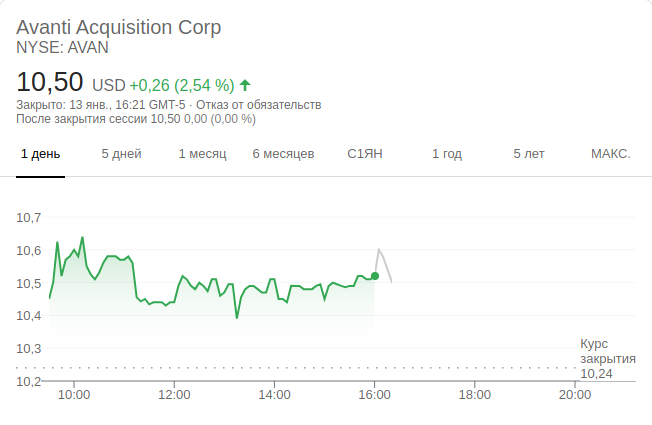 Avanti Acquisition Corp
NYSE: AVAN
10,50 USD +0,26 (2,54 %)
Закрыто: 13 янв., 16:21 GMT-5 · Отказ от обязательств
После закрытия сессии 10,50 0,00 (0,00 %)
1 день 5 дней 1 месяц 6 месяцев С1ЯН 1 год 5 лет МАКС.
10,7
10,6
10,5
10,4
10,3
10,2
Курс
закрытия
10,24
10:00 12:00 14:00 16:00 18:00 20:00